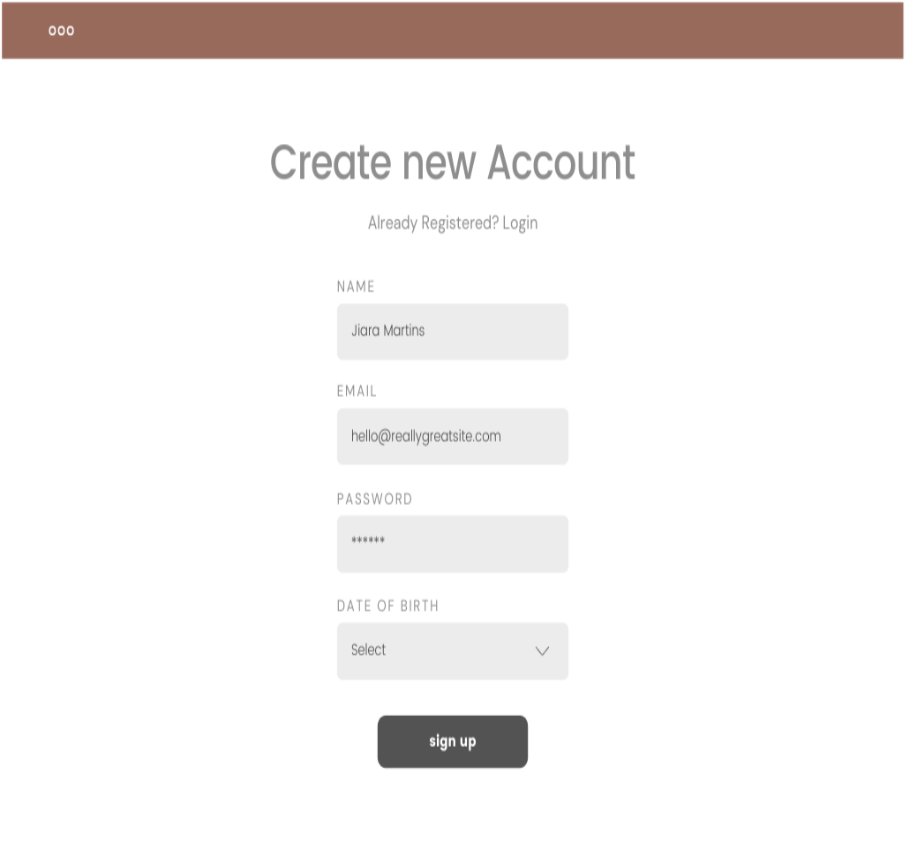 Create new Account
Already Registered? Login
NAME
Jiara Martins
EMAIL
hello@reallygreatsite.com
PASSWORD
******
DATE OF BIRTH
Select
sign up